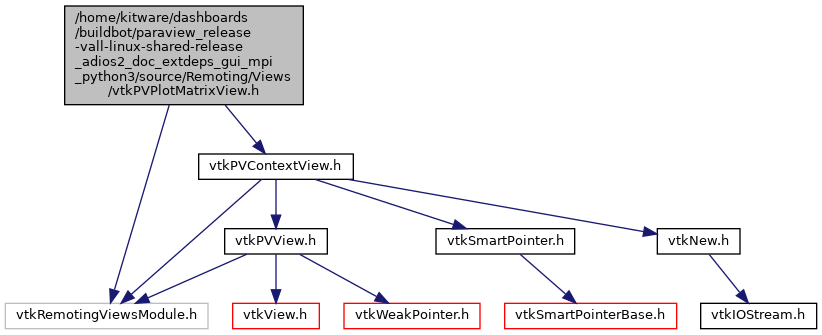 /home/kitware/dashboards
/buildbot/paraview_release
-vall-linux-shared-release
_adios2_doc_extdeps_gui_mpi
_python3/source/Remoting/Views
/vtkPVPlotMatrixView.h
vtkPVContextView.h
vtkPVView.h
vtkSmartPointer.h
vtkNew.h
vtkRemotingViewsModule.h
vtkView.h
vtkWeakPointer.h
vtkSmartPointerBase.h
vtkIOStream.h